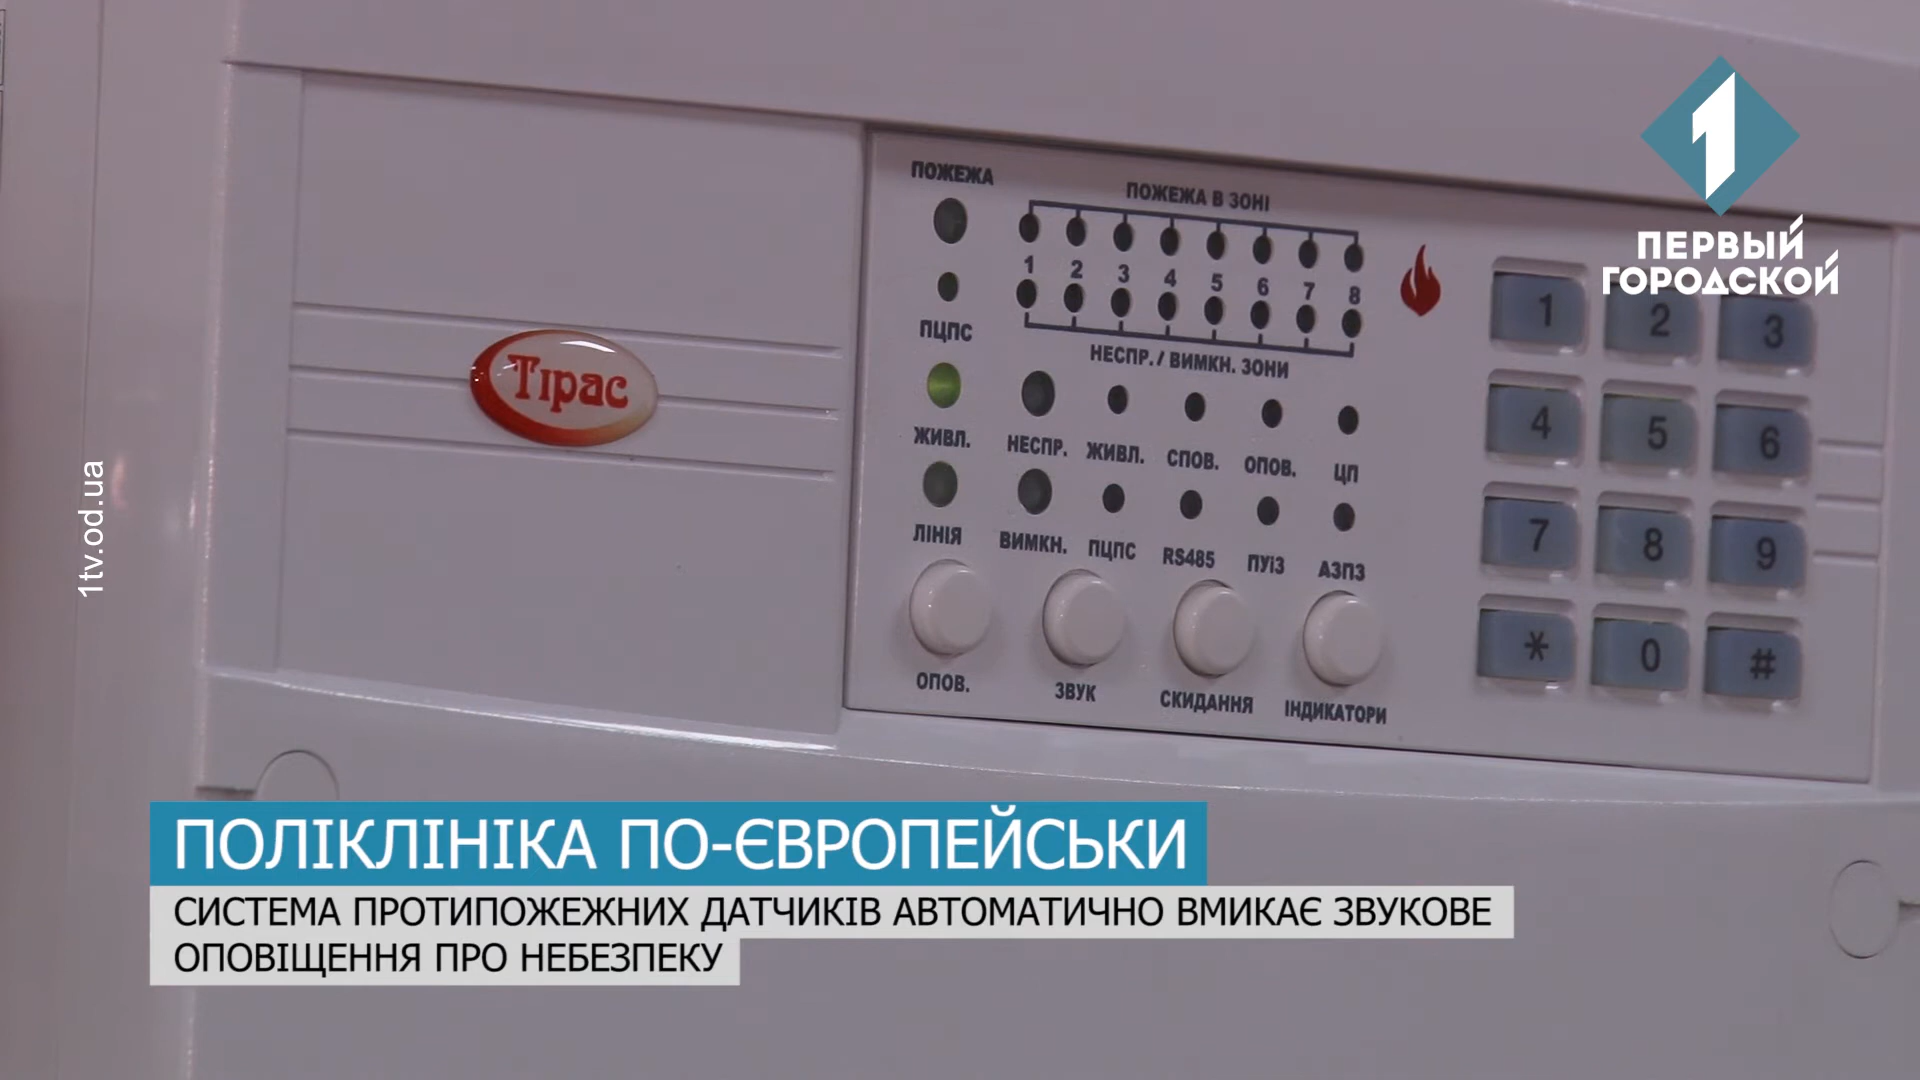 1
ПЕРВЫЙ
ГОРОДСКОЙ
1tv.od.ua
Тірас
ПОЖЕЖА
ПОЖЕЖА В ЗОНІ
1 2 3 4 5 6 7 8
ПЦПС
НЕСПР. / ВИМКН. ЗОНИ
ЖИВЛ. НЕСПР. ЖИВЛ. СПОВ. ОПОВ. ЦП
ЛІНІЯ ВИМКН. ПЦПС RS485 ПУіЗ АЗПЗ
ОПОВ. ЗВУК СКИДАННЯ ІНДИКАТОРИ
1 2 3
4 5 6
7 8 9
* 0 #
ПОЛІКЛІНІКА ПО-ЄВРОПЕЙСЬКИ
СИСТЕМА ПРОТИПОЖЕЖНИХ ДАТЧИКІВ АВТОМАТИЧНО ВМИКАЄ ЗВУКОВЕ
ОПОВІЩЕННЯ ПРО НЕБЕЗПЕКУ